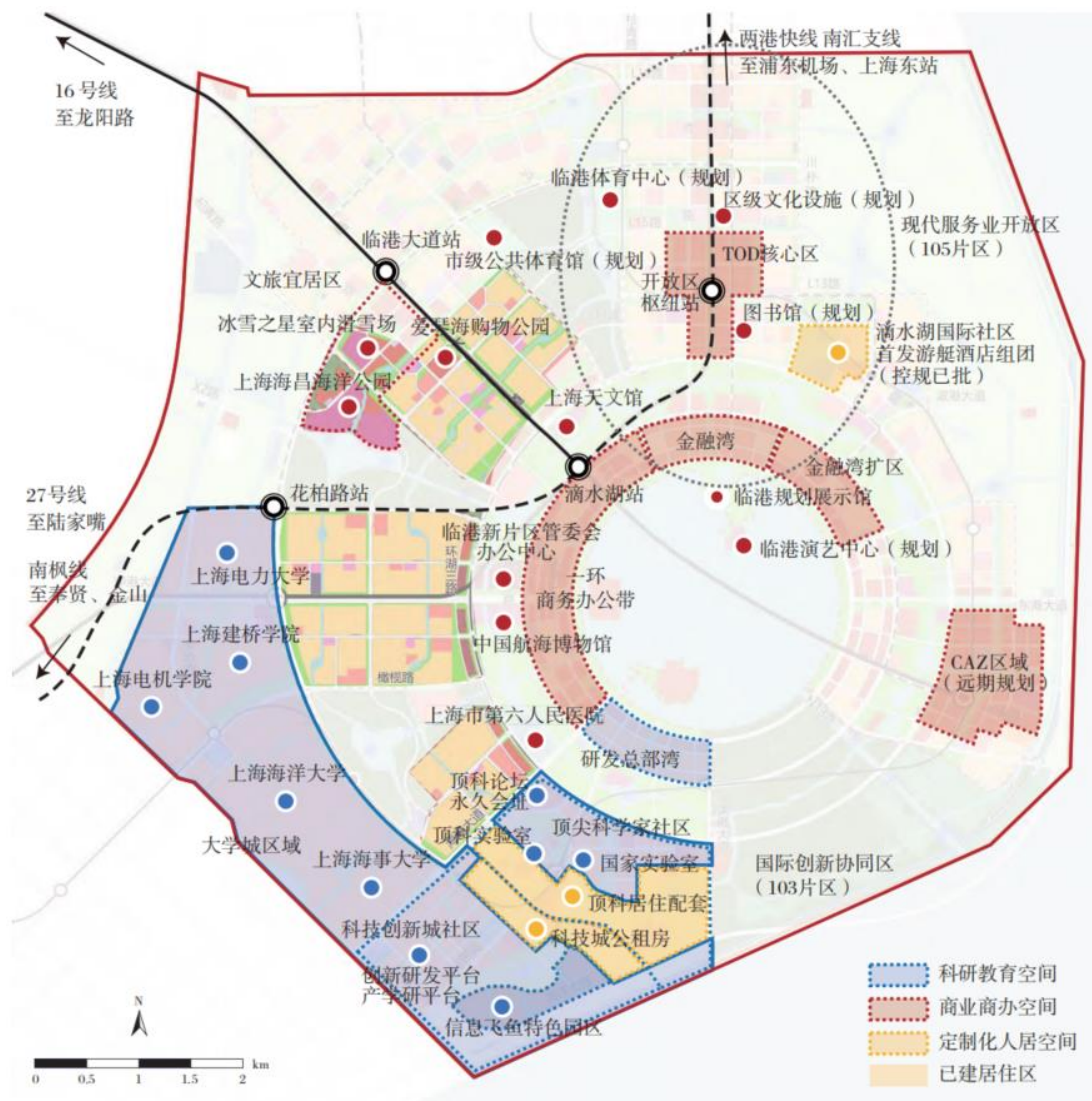 两港快线 南汇支线
至浦东机场、上海东站
16号线
至龙阳路
临港体育中心（规划）
区级文化设施（规划）
现代服务业开放区
（105片区）
临港大道站
市级公共体育馆（规划）
TOD核心区
文旅宜居区
开放区
枢纽站
冰雪之星室内滑雪场
爱琴海购物公园
图书馆（规划）
滴水湖国际社区
首发游艇酒店组团
（控规已批）
上海海昌海洋公园
上海天文馆
金融湾
金融湾扩区
滴水湖站
花柏路站
临港规划展示馆
27号线
至陆家嘴
临港新片区管委会
办公中心
环湖三路
临港演艺中心（规划）
上海电力大学
南枫线
至奉贤、金山
一环
商务办公带
上海建桥学院
中国航海博物馆
橄榄路
CAZ区域
（远期规划）
上海电机学院
上海市第六人民医院
研发总部湾
上海海洋大学
顶科论坛
永久会址
顶尖科学家社区
大学城区域
顶科实验室
国家实验室
国际创新协同区
（103片区）
上海海事大学
顶科居住配套
科技创新城社区
科技城公租房
创新研发平台
产学研平台
信息飞鱼特色园区
科研教育空间
商业商办空间
定制化人居空间
已建居住区
N
km
0 0.5 1 1.5 2